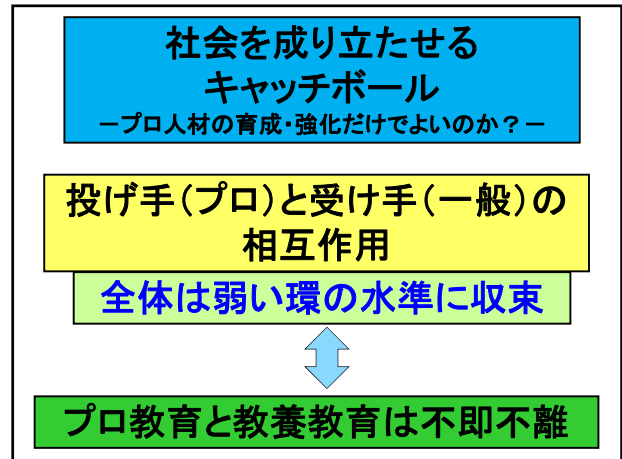 社会を成り立たせる
キャッチボール
－プロ人材の育成・強化だけでよいのか？－
投げ手（プロ）と受け手（一般）の
相互作用
全体は弱い環の水準に収束
プロ教育と教養教育は不即不離